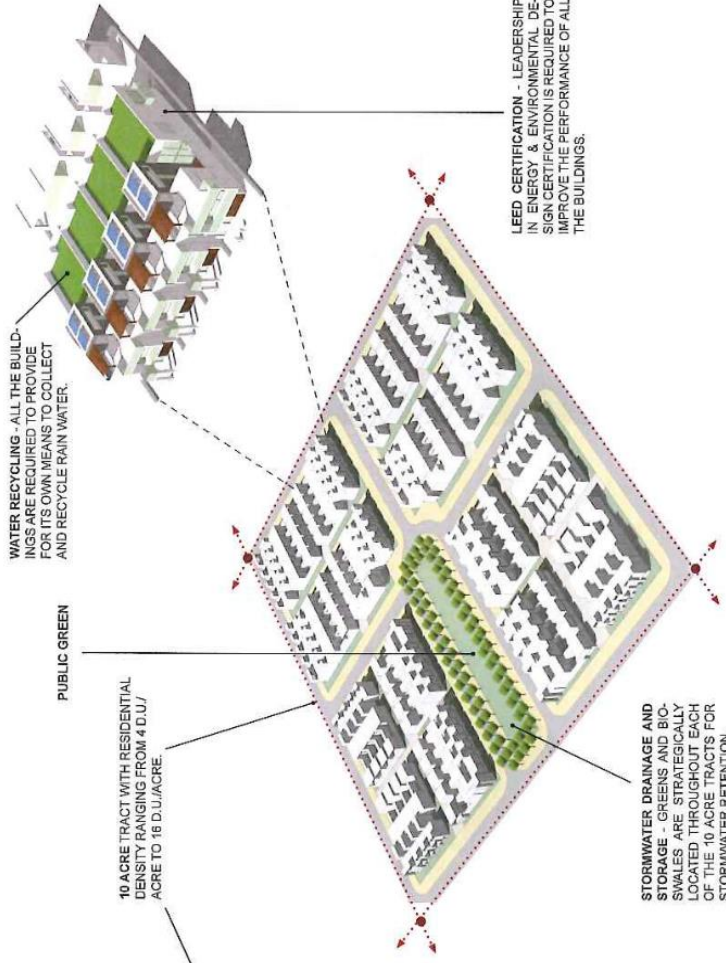 WATER RECYCLING - ALL THE BUILD-
INGS ARE REQUIRED TO PROVIDE
FOR ITS OWN MEANS TO COLLECT
AND RECYCLE RAIN WATER.
PUBLIC GREEN
10 ACRE TRACT WITH RESIDENTIAL
DENSITY RANGING FROM 4 D.U./
ACRE TO 18 D.U./ACRE.
LEED CERTIFICATION - LEADERSHIP
IN ENERGY & ENVIRONMENTAL DE-
SIGN CERTIFICATION IS REQUIRED TO
IMPROVE THE PERFORMANCE OF ALL
THE BUILDINGS.
STORMWATER DRAINAGE AND
STORAGE - GREENS AND BIO-
SWALES ARE STRATEGICALLY
LOCATED THROUGHOUT EACH
OF THE 10 ACRE TRACTS FOR
STORMWATER RETENTION